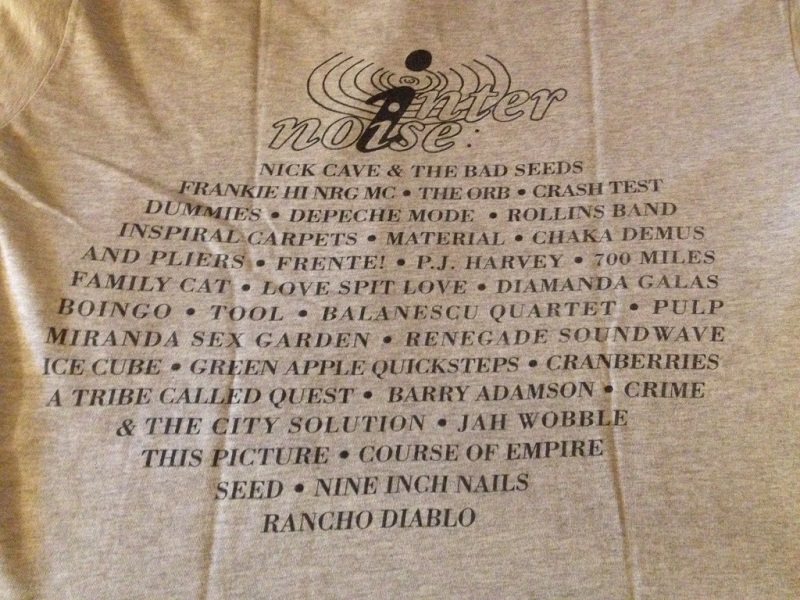 inter
noise:
NICK CAVE & THE BAD SEEDS
FRANKIE HI NRG MC • THE ORB • CRASH TEST
DUMMIES • DEPECHE MODE • ROLLINS BAND
INSPIRAL CARPETS • MATERIAL • CHAKA DEMUS
AND PLIERS • FRENTE! • P.J. HARVEY • 700 MILES
FAMILY CAT • LOVE SPIT LOVE • DIAMANDA GALAS
BOINGO • TOOL • BALANESCU QUARTET • PULP
MIRANDA SEX GARDEN • RENEGADE SOUNDWAVE
ICE CUBE • GREEN APPLE QUICKSTEPS • CRANBERRIES
A TRIBE CALLED QUEST • BARRY ADAMSON • CRIME
& THE CITY SOLUTION • JAH WOBBLE
THIS PICTURE • COURSE OF EMPIRE
SEED • NINE INCH NAILS
RANCHO DIABLO